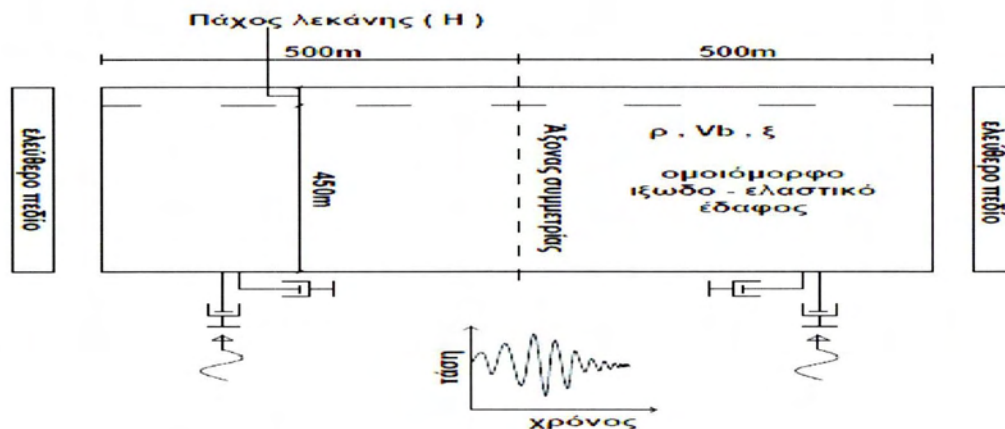 Πάχος λεκάνης ( Η )
500m
500m
ελεύθερο πεδίο
450m
Άξονας συμμετρίας
ρ , Vb , ξ
ομοιόμορφο
ιξωδο - ελαστικό
έδαφος
ελεύθερο πεδίο
τάση
χρόνος